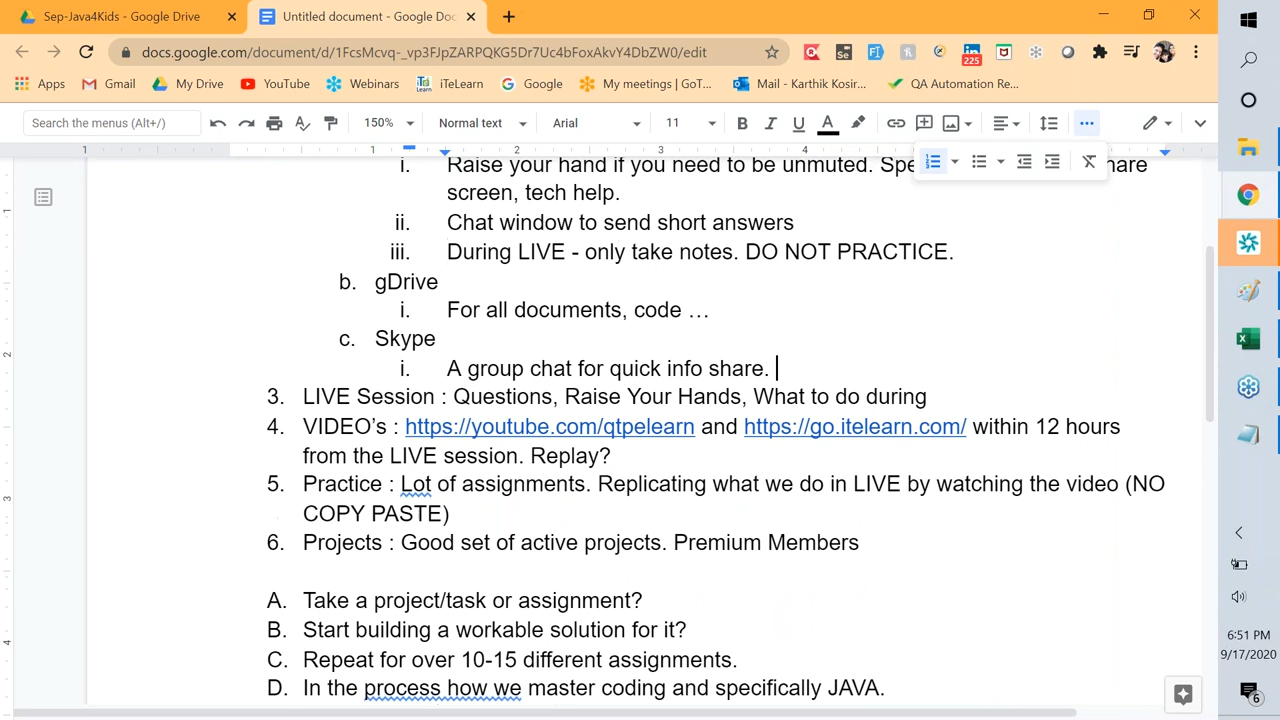 Sep-Java4Kids - Google Drive
Untitled document - Google Doc
docs.google.com/document/d/1FcsMcvq-_vp3FJpZARPQKG5Dr7Uc4bFoxAkvY4DbZW0/edit
225
Apps Gmail My Drive YouTube Webinars iTeLearn Google My meetings | GoT... Mail - Karthik Kosir... QA Automation Re...
Search the menus (Alt+/) 150% Normal text Arial 11 B I U A
1 1 2 3 4
i. Raise your hand if you need to be unmuted. Spe hare
screen, tech help.
ii. Chat window to send short answers
iii. During LIVE - only take notes. DO NOT PRACTICE.
b. gDrive
i. For all documents, code …
c. Skype
i. A group chat for quick info share.
3. LIVE Session : Questions, Raise Your Hands, What to do during
4. VIDEO’s : https://youtube.com/qtpelearn and https://go.itelearn.com/ within 12 hours
from the LIVE session. Replay?
5. Practice : Lot of assignments. Replicating what we do in LIVE by watching the video (NO
COPY PASTE)
6. Projects : Good set of active projects. Premium Members
A. Take a project/task or assignment?
B. Start building a workable solution for it?
C. Repeat for over 10-15 different assignments.
D. In the process how we master coding and specifically JAVA.
6:51 PM
9/17/2020
6